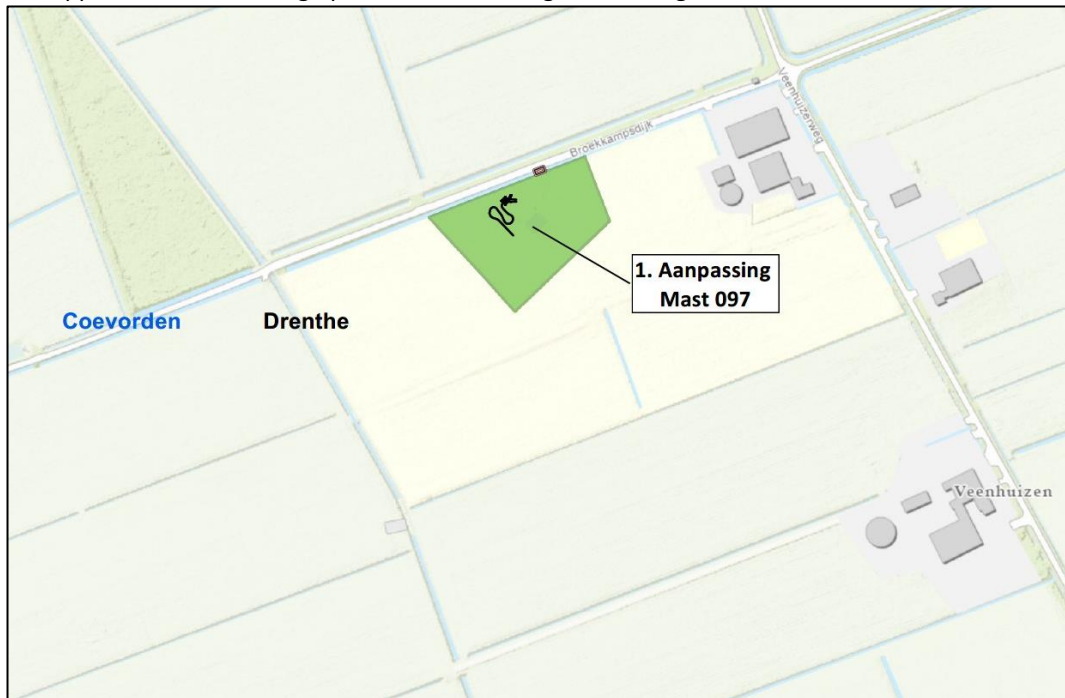 Broekkampsdijk
Veenhuizerweg
1. Aanpassing
Mast 097
Coevorden
Drenthe
Veenhuizen